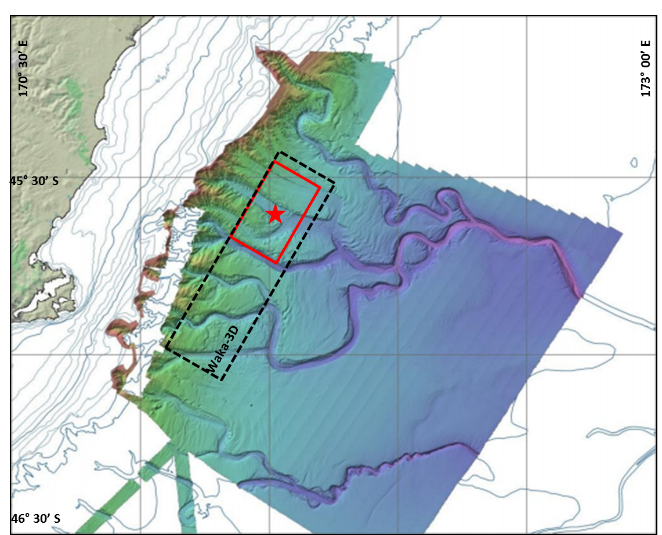 170° 30’ E
173° 00’ E
45° 30’ S
Waka-3D
46° 30’ S